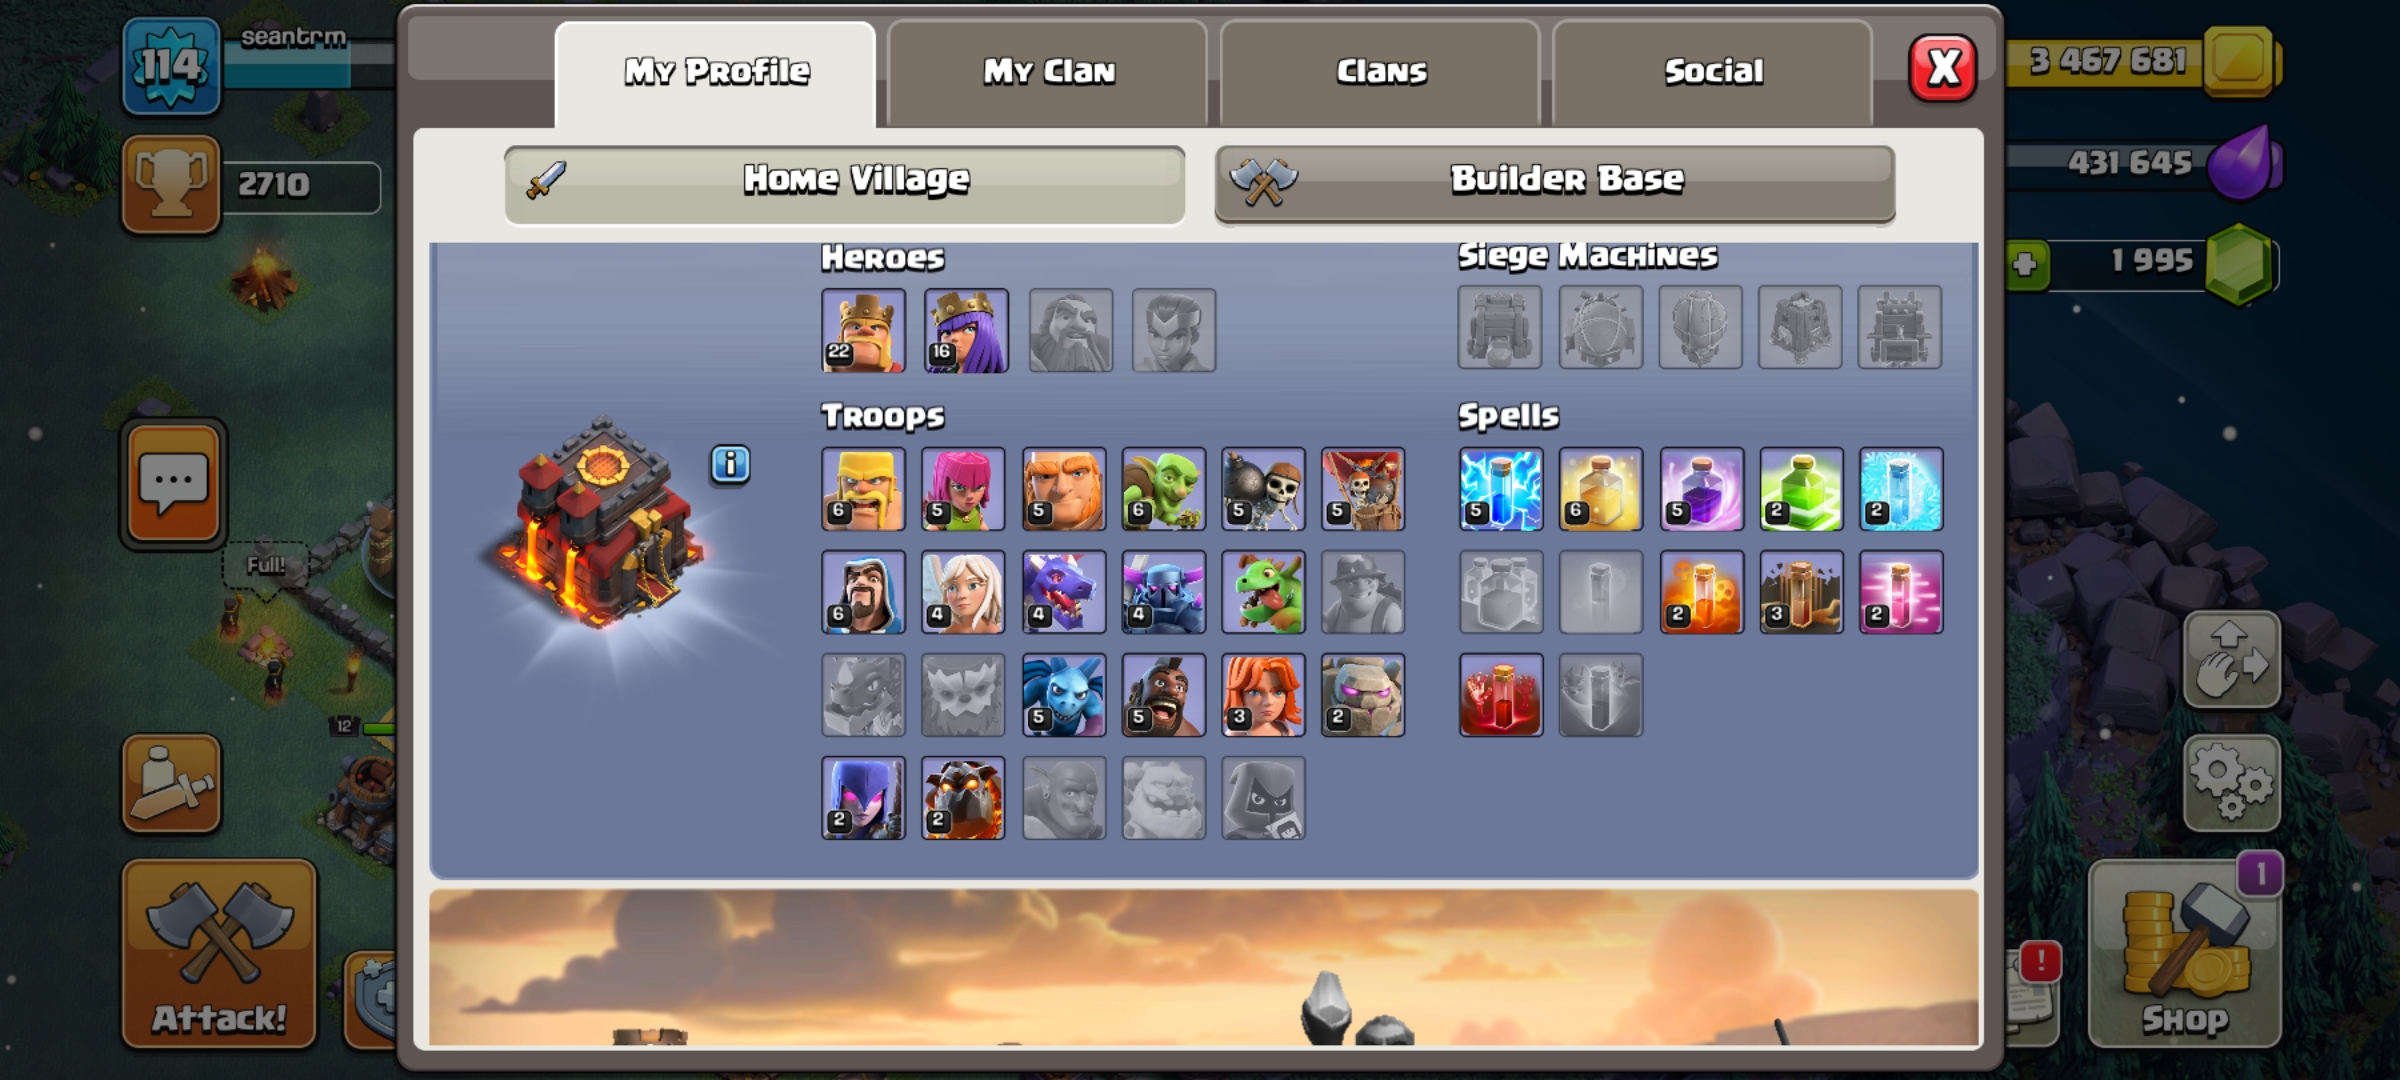 114
seantrm
My Profile
My Clan
Clans
Social
X
3 467 681
2710
Home Village
Builder Base
431 645
1 995
Heroes
Siege Machines
22
16
Troops
Spells
6
5
5
6
5
5
5
6
5
2
2
Full!
6
4
4
4
2
3
2
12
5
5
3
2
2
2
1
!
Attack!
Shop